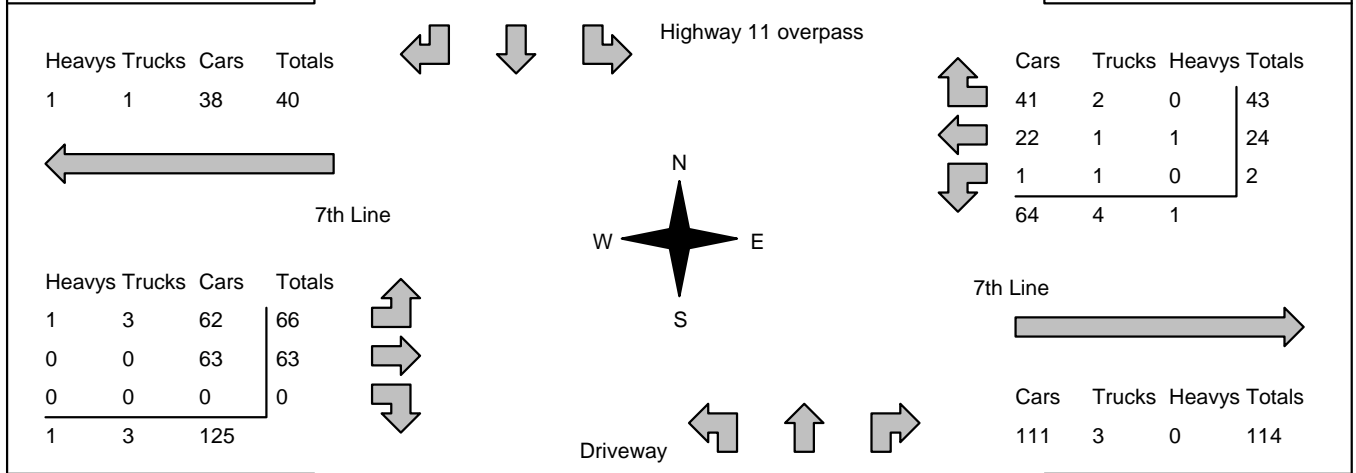 Highway 11 overpass
Heavys Trucks Cars Totals
1 1 38 40
Cars Trucks Heavys Totals
41 2 0 43
22 1 1 24
1 1 0 2
64 4 1
7th Line
N
W E
S
Heavys Trucks Cars Totals
1 3 62 66
0 0 63 63
0 0 0 0
1 3 125
7th Line
Driveway
Cars Trucks Heavys Totals
111 3 0 114